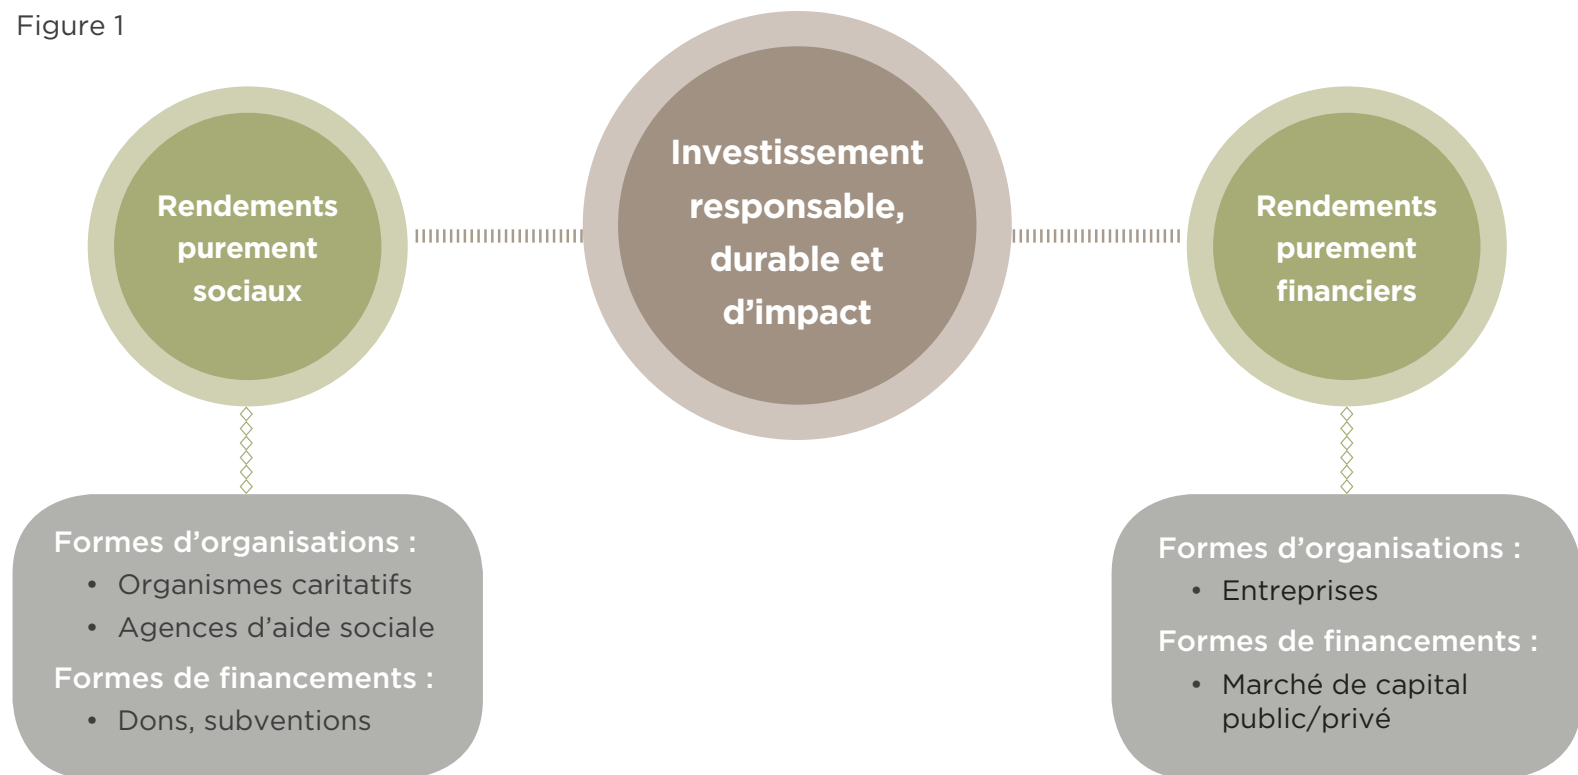 Figure 1
Rendements
purement
sociaux
Investissement
responsable,
durable et
d’impact
Rendements
purement
financiers
Formes d’organisations :
• Organismes caritatifs
• Agences d’aide sociale
Formes de financements :
• Dons, subventions
Formes d’organisations :
• Entreprises
Formes de financements :
• Marché de capital
public/privé